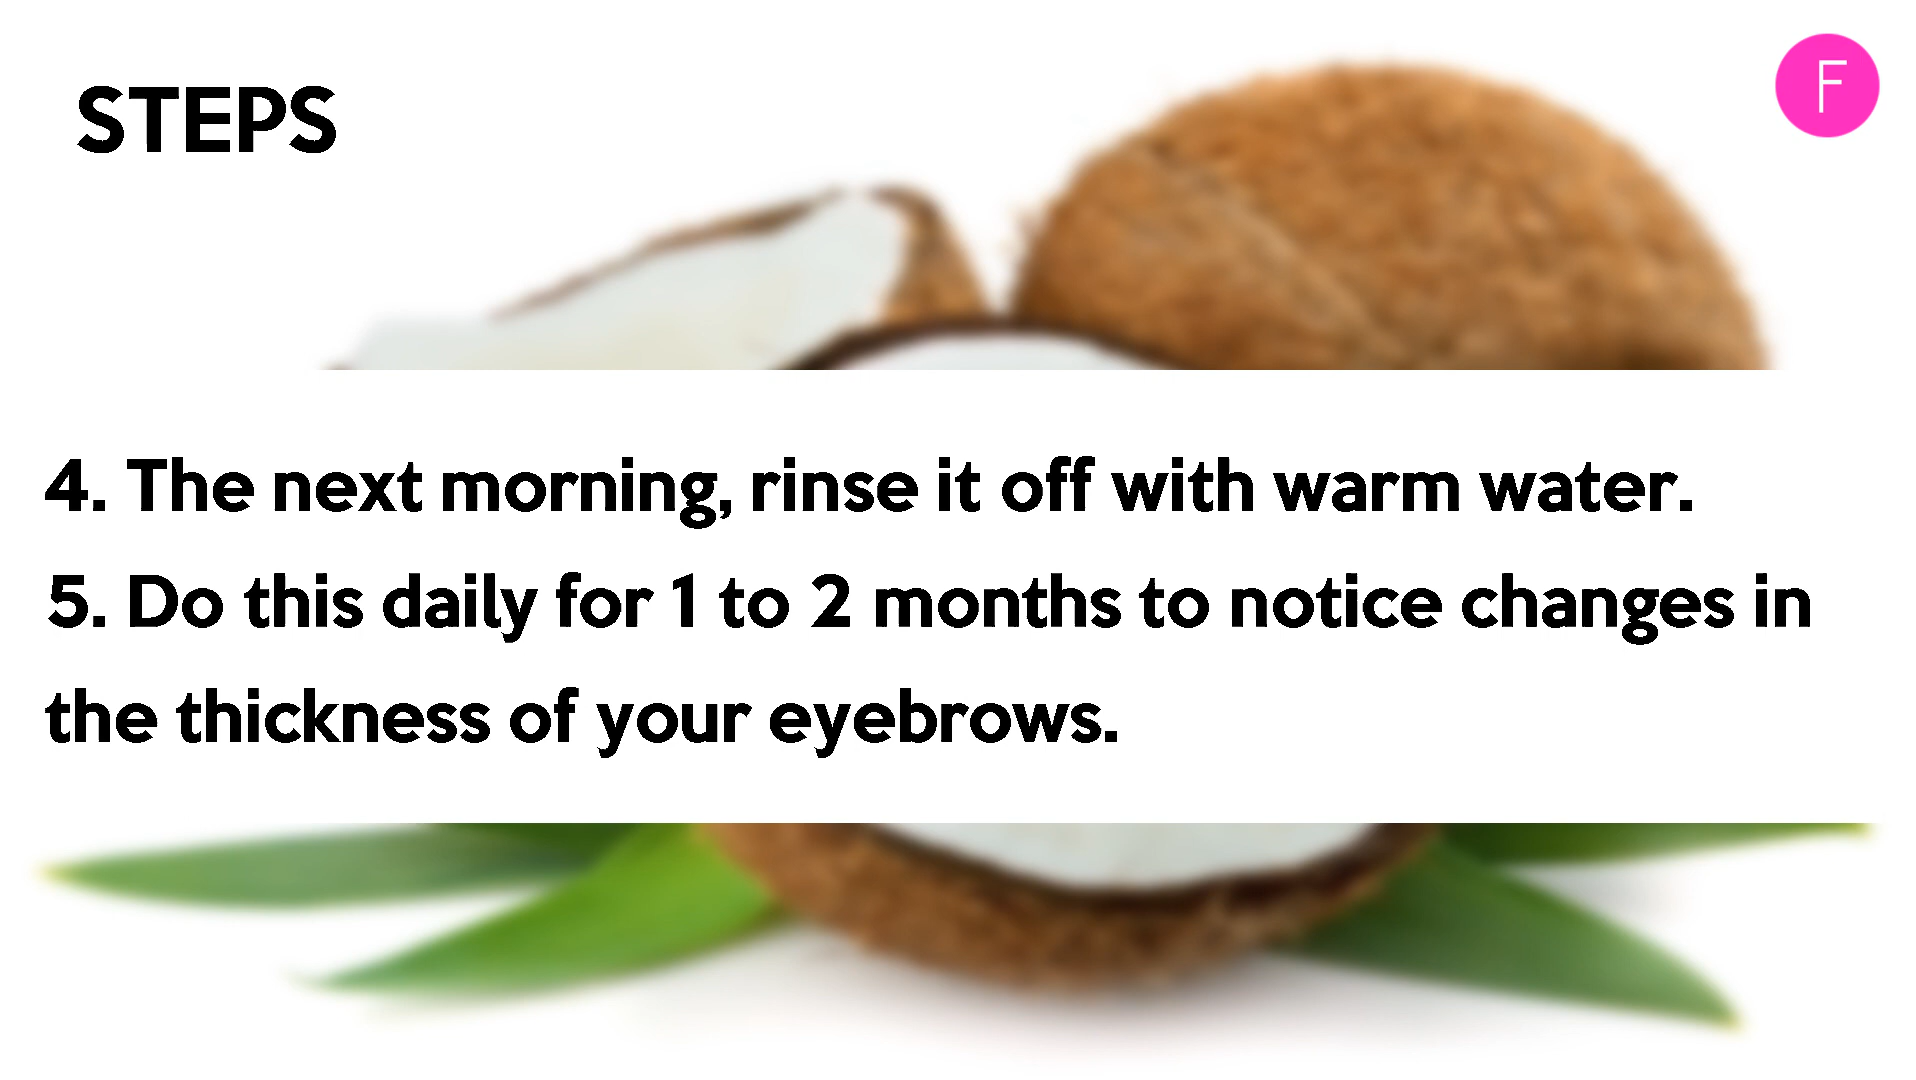 STEPS
F
4. The next morning, rinse it off with warm water.
5. Do this daily for 1 to 2 months to notice changes in
the thickness of your eyebrows.